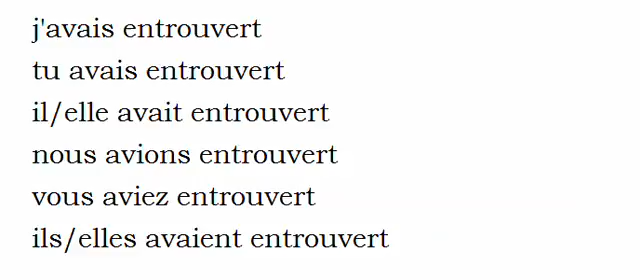 j'avais entrouvert
tu avais entrouvert
il/elle avait entrouvert
nous avions entrouvert
vous aviez entrouvert
ils/elles avaient entrouvert